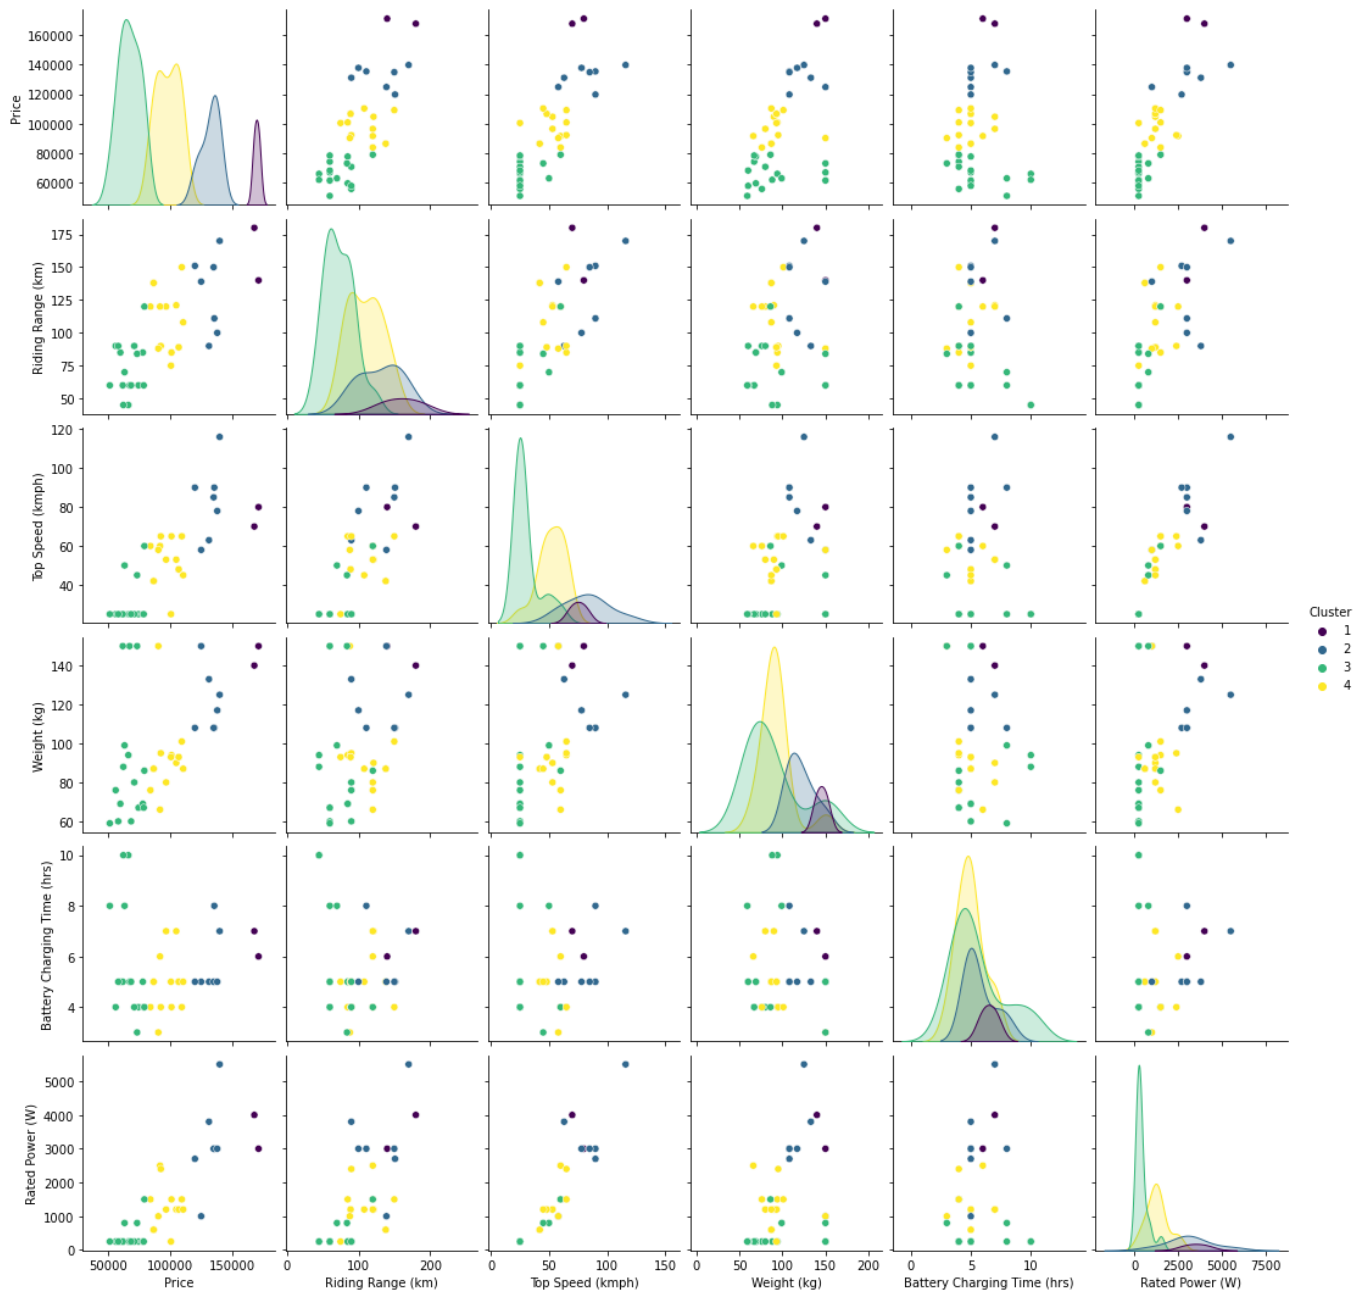 160000
140000
120000
100000
80000
60000
Price
175
150
125
100
75
50
Riding Range (km)
120
100
80
60
40
Top Speed (kmph)
Cluster
1
2
3
4
140
120
100
80
60
Weight (kg)
10
8
6
4
Battery Charging Time (hrs)
5000
4000
3000
2000
1000
0
Rated Power (W)
50000 100000 150000
Price
0 100 200
Riding Range (km)
0 50 100 150
Top Speed (kmph)
0 50 100 150 200
Weight (kg)
0 5 10
Battery Charging Time (hrs)
0 2500 5000 7500
Rated Power (W)